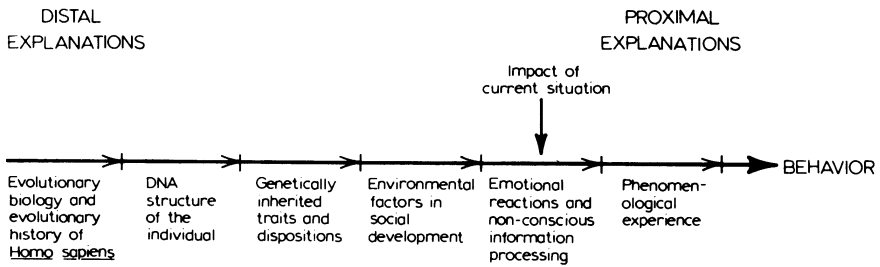 DISTAL
EXPLANATIONS
PROXIMAL
EXPLANATIONS
Impact of
current situation
BEHAVIOR
Evolutionary
biology and
evolutionary
history of
Homo sapiens
DNA
structure
of the
individual
Genetically
inherited
traits and
dispositions
Environmental
factors in
social
development
Emotional
reactions and
non-conscious
information
processing
Phenomen-
ological
experience